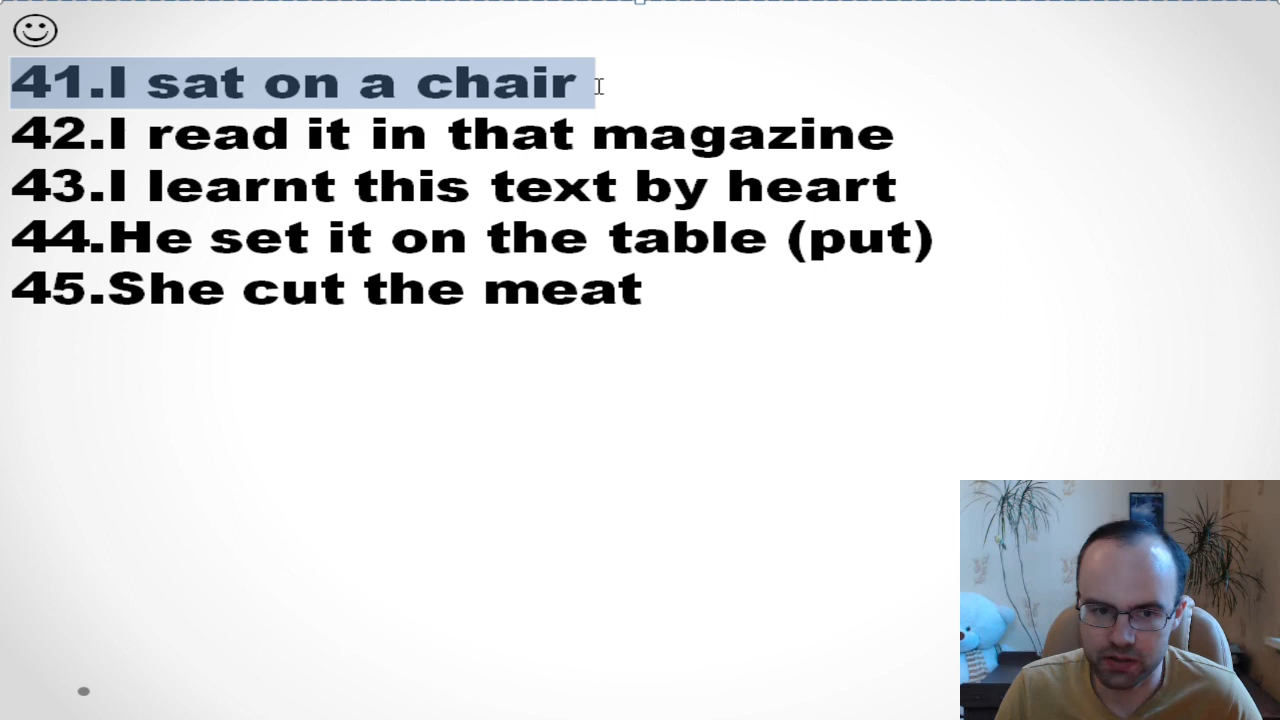 41.I sat on a chair
42.I read it in that magazine
43.I learnt this text by heart
44.He set it on the table (put)
45.She cut the meat